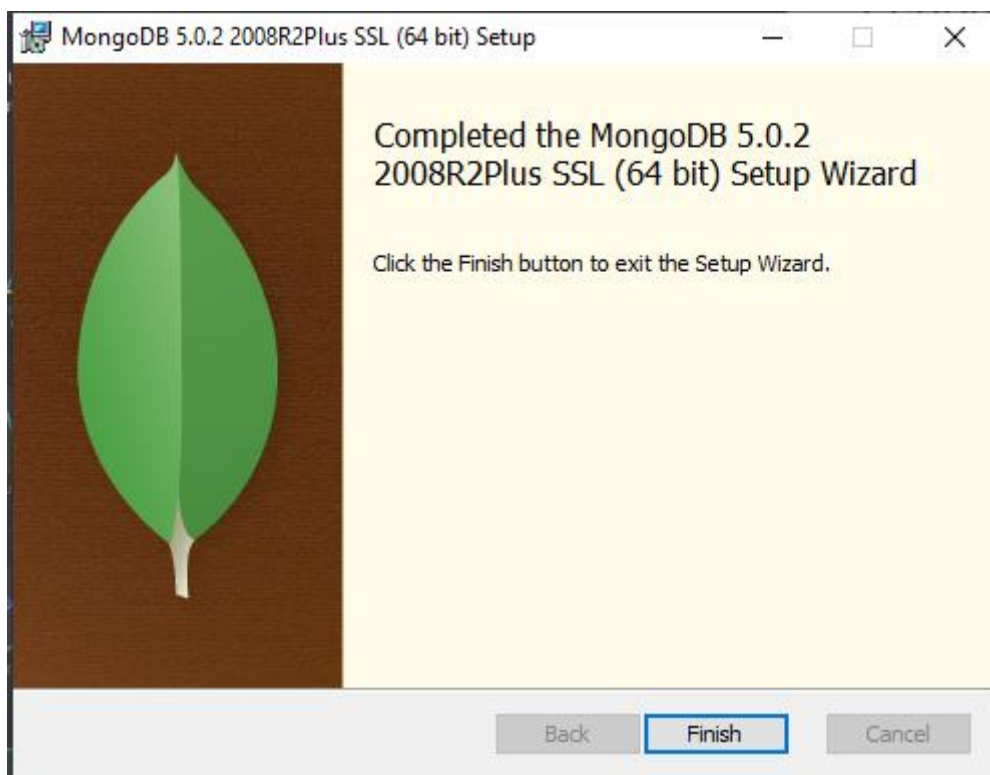 MongoDB 5.0.2 2008R2Plus SSL (64 bit) Setup
Completed the MongoDB 5.0.2
2008R2Plus SSL (64 bit) Setup Wizard
Click the Finish button to exit the Setup Wizard.
Back Finish Cancel